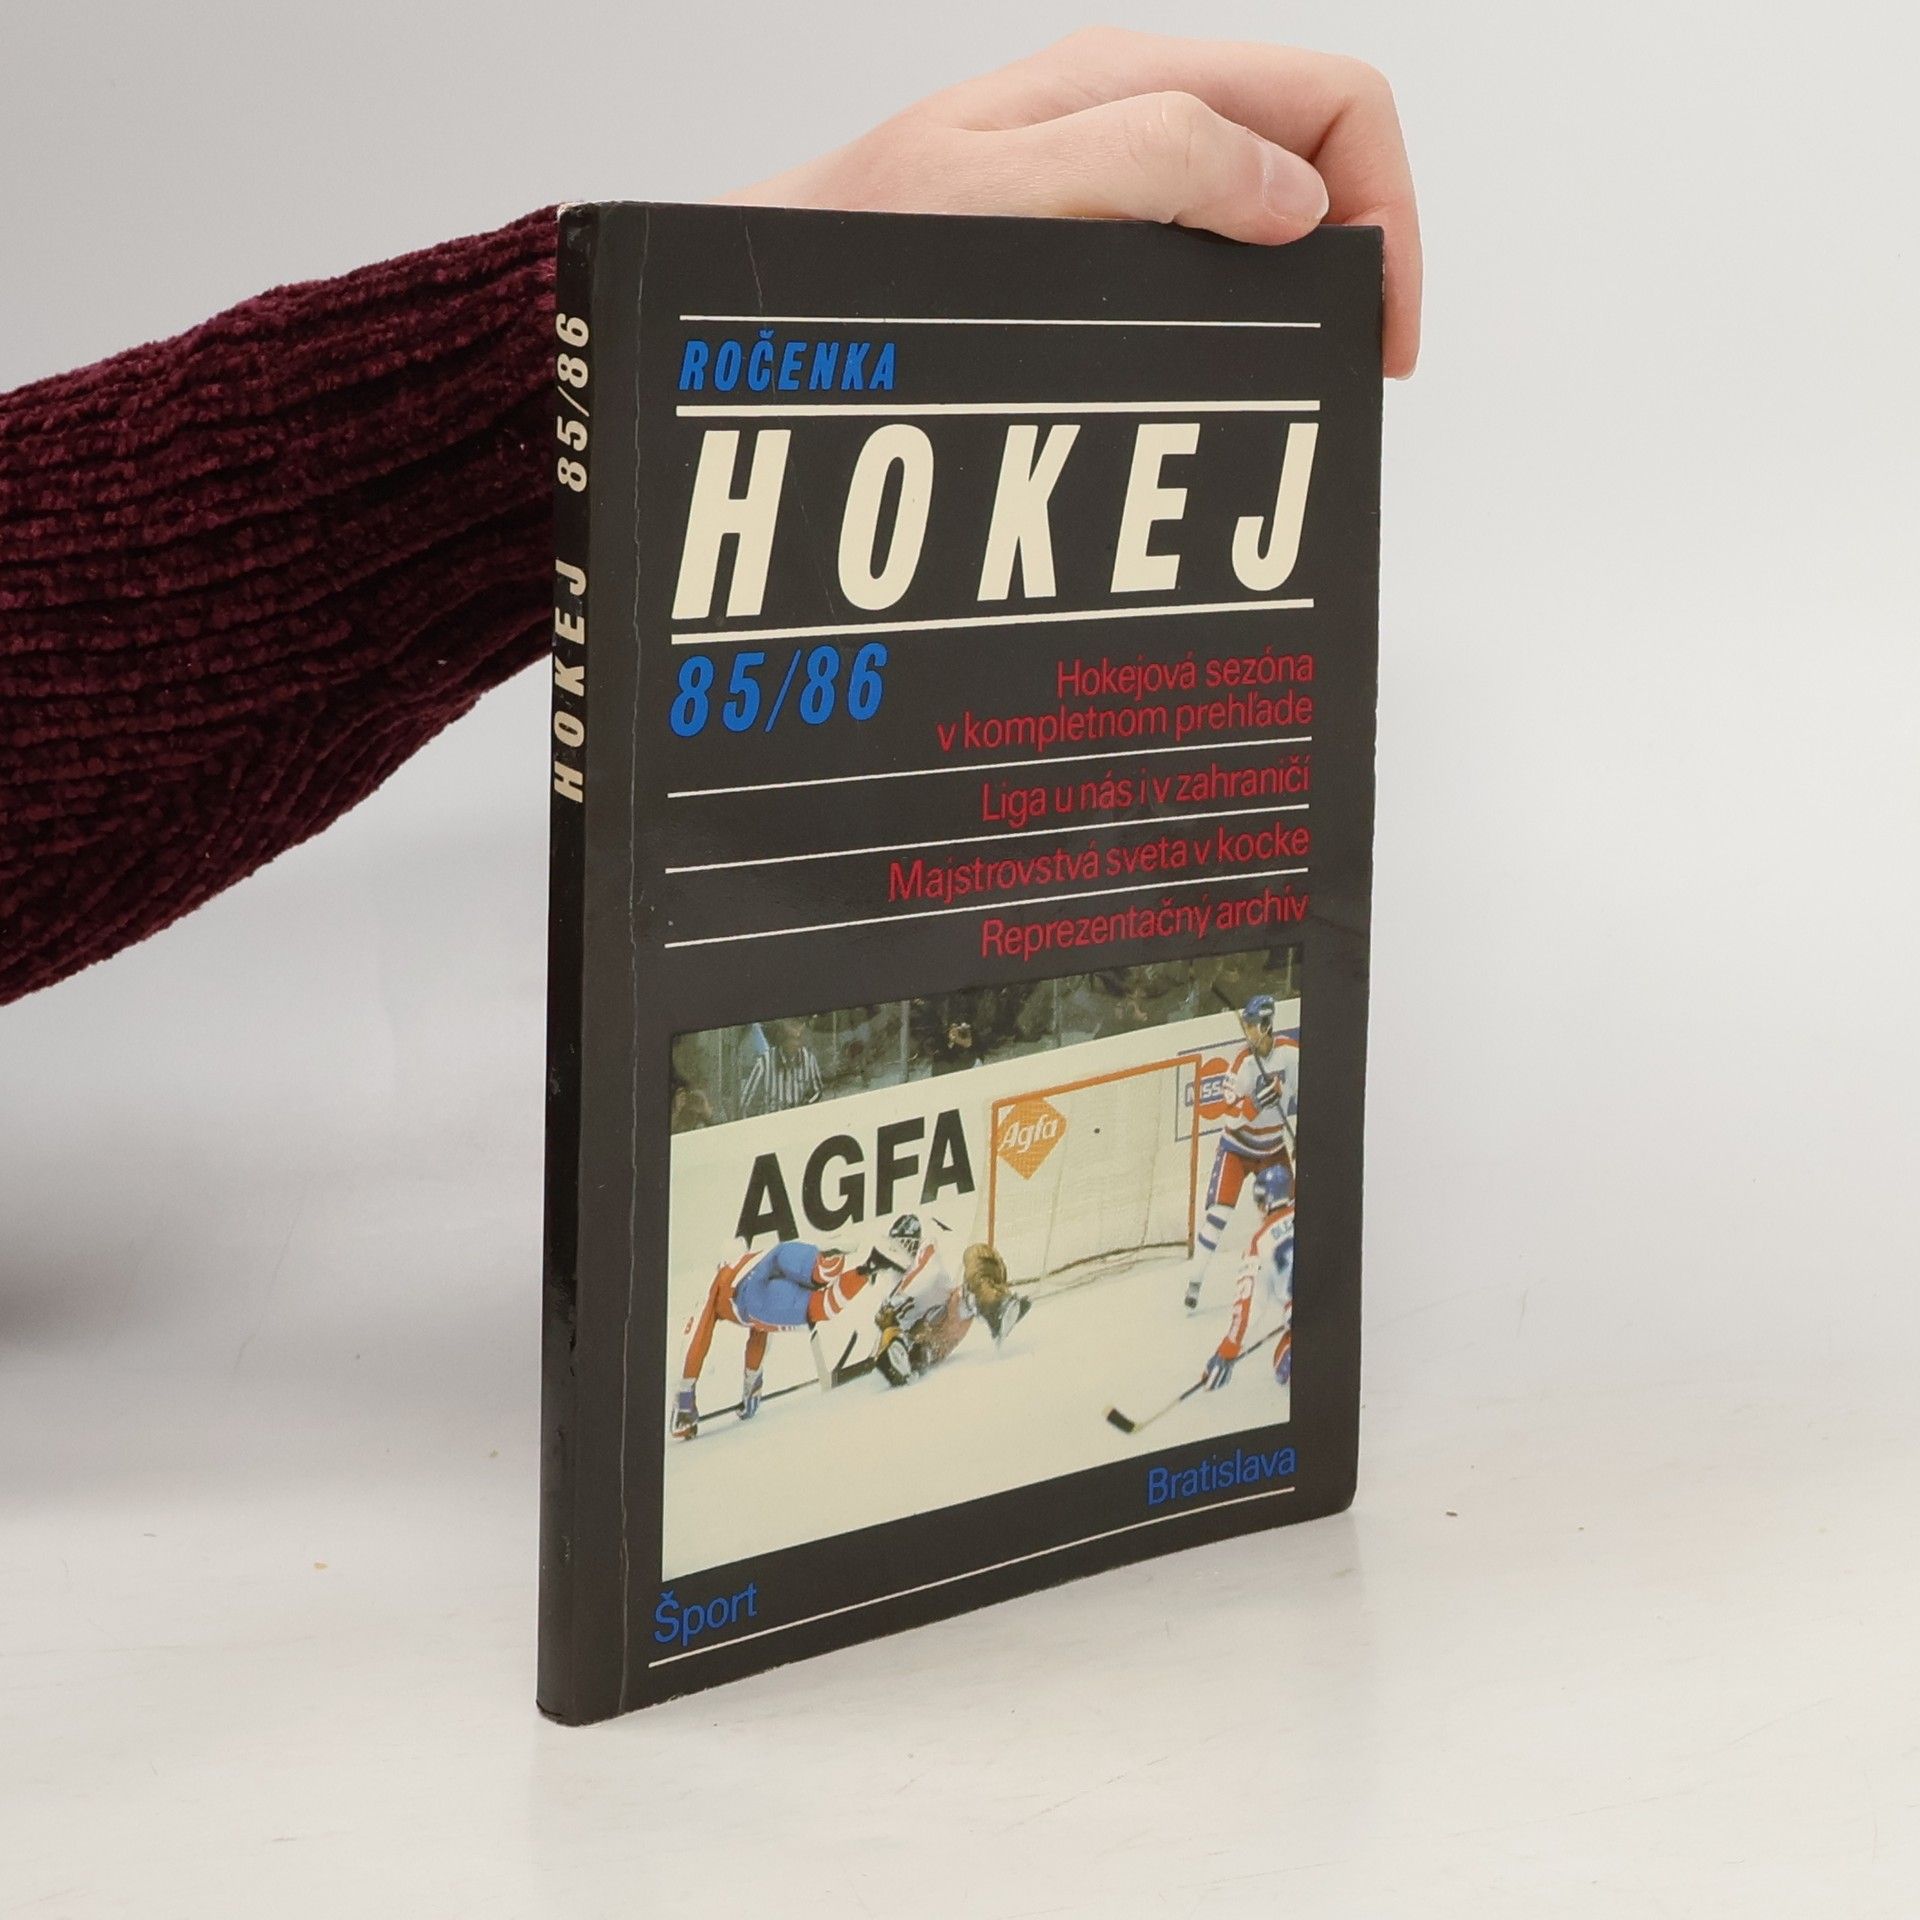 HOKEJ 85/86
ROČENKA
HOKEJ
85/86
Hokejová sezóna
v kompletnom prehľade
Liga u nás i v zahraničí
Majstrovstvá sveta v kocke
Reprezentačný archív
AGFA
Agfa
Bratislava
Šport